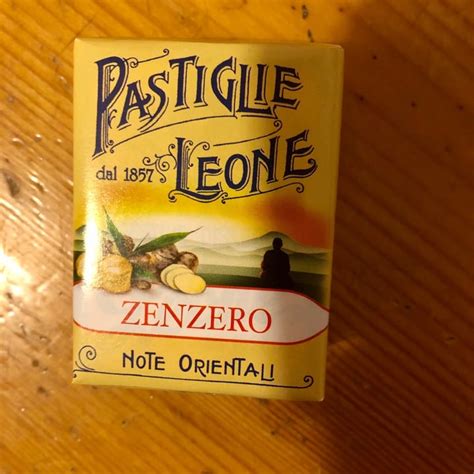 PASTIGLIE
dal 1857 LEONE
ZENZERO
NOTE ORIENTALI